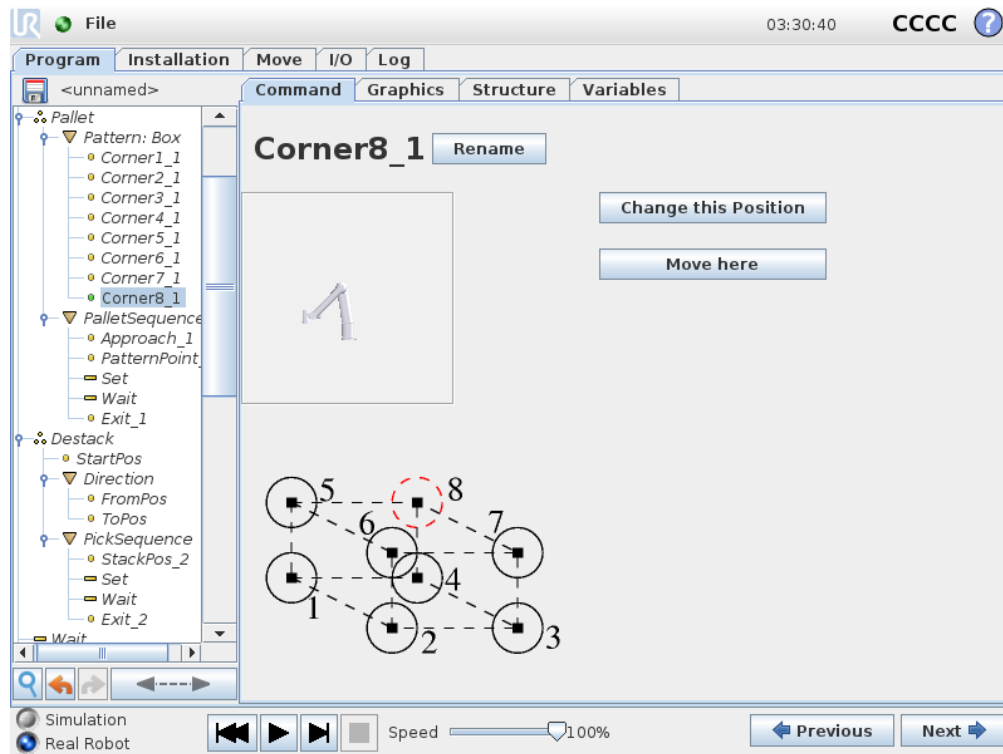 UR File 03:30:40 CCCC ?
Program Installation Move I/O Log
<unnamed> Command Graphics Structure Variables
Pallet
Pattern: Box
Corner1_1
Corner2_1
Corner3_1
Corner4_1
Corner5_1
Corner6_1
Corner7_1
Corner8_1
PalletSequence
Approach_1
PatternPoint_
Set
Wait
Exit_1
Destack
StartPos
Direction
FromPos
ToPos
PickSequence
StackPos_2
Set
Wait
Exit_2
Wait
Corner8_1 Rename
Change this Position
Move here
5 8
6 7
1 4
2 3
Simulation
Real Robot
Speed 100%
Previous Next